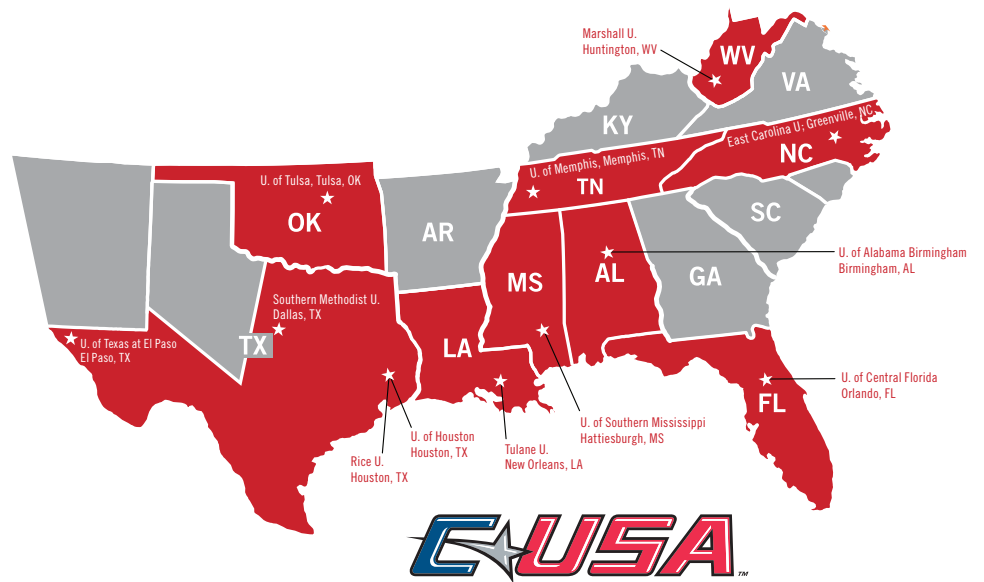 Marshall U.
Huntington, WV
WV
VA
KY
East Carolina U; Greenville, NC
NC
U. of Memphis, Memphis, TN
TN
U. of Tulsa, Tulsa, OK
OK
AR
SC
MS
AL
GA
U. of Alabama Birmingham
Birmingham, AL
Southern Methodist U.
Dallas, TX
U. of Texas at El Paso
El Paso, TX
TX
LA
FL
U. of Central Florida
Orlando, FL
U. of Houston
Houston, TX
Rice U.
Houston, TX
Tulane U.
New Orleans, LA
U. of Southern Mississippi
Hattiesburgh, MS
C USA
TM